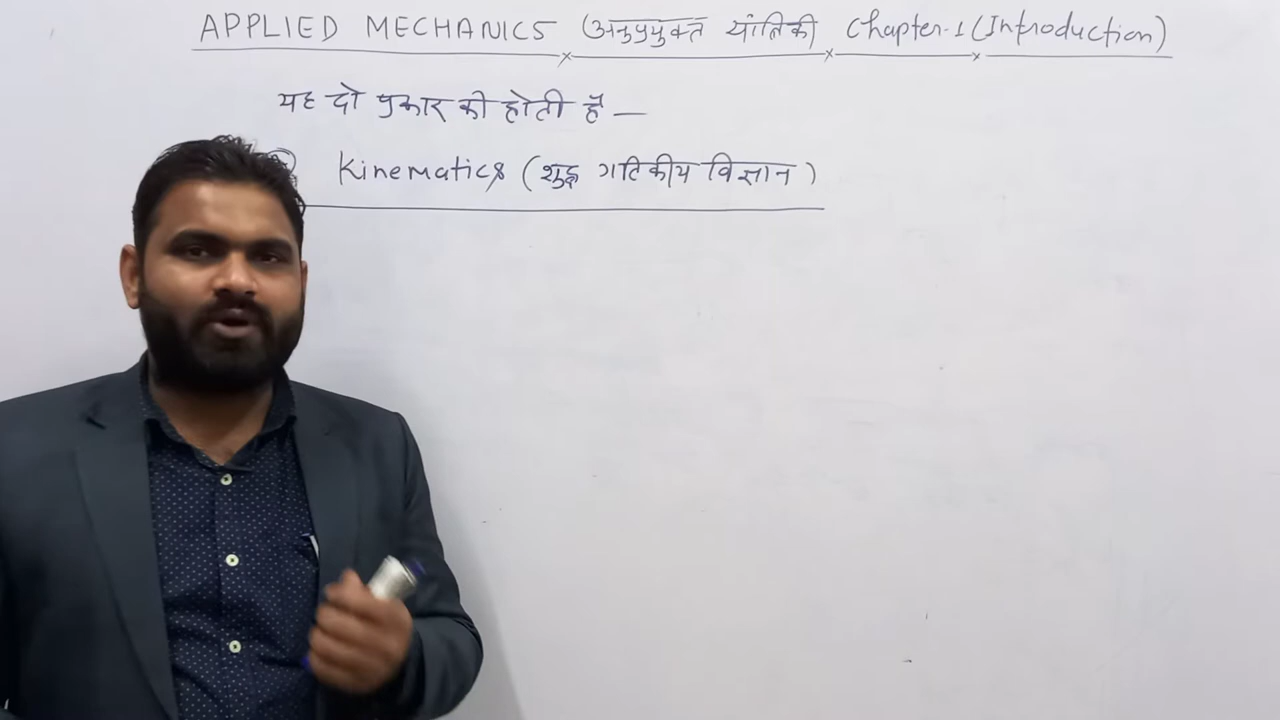 APPLIED MECHANICS (अनुप्रयुक्त यांत्रिकी) Chapter-1 (Introduction)
यह दो प्रकार की होती है —
Kinematics (शुद्ध गतिकीय विज्ञान)